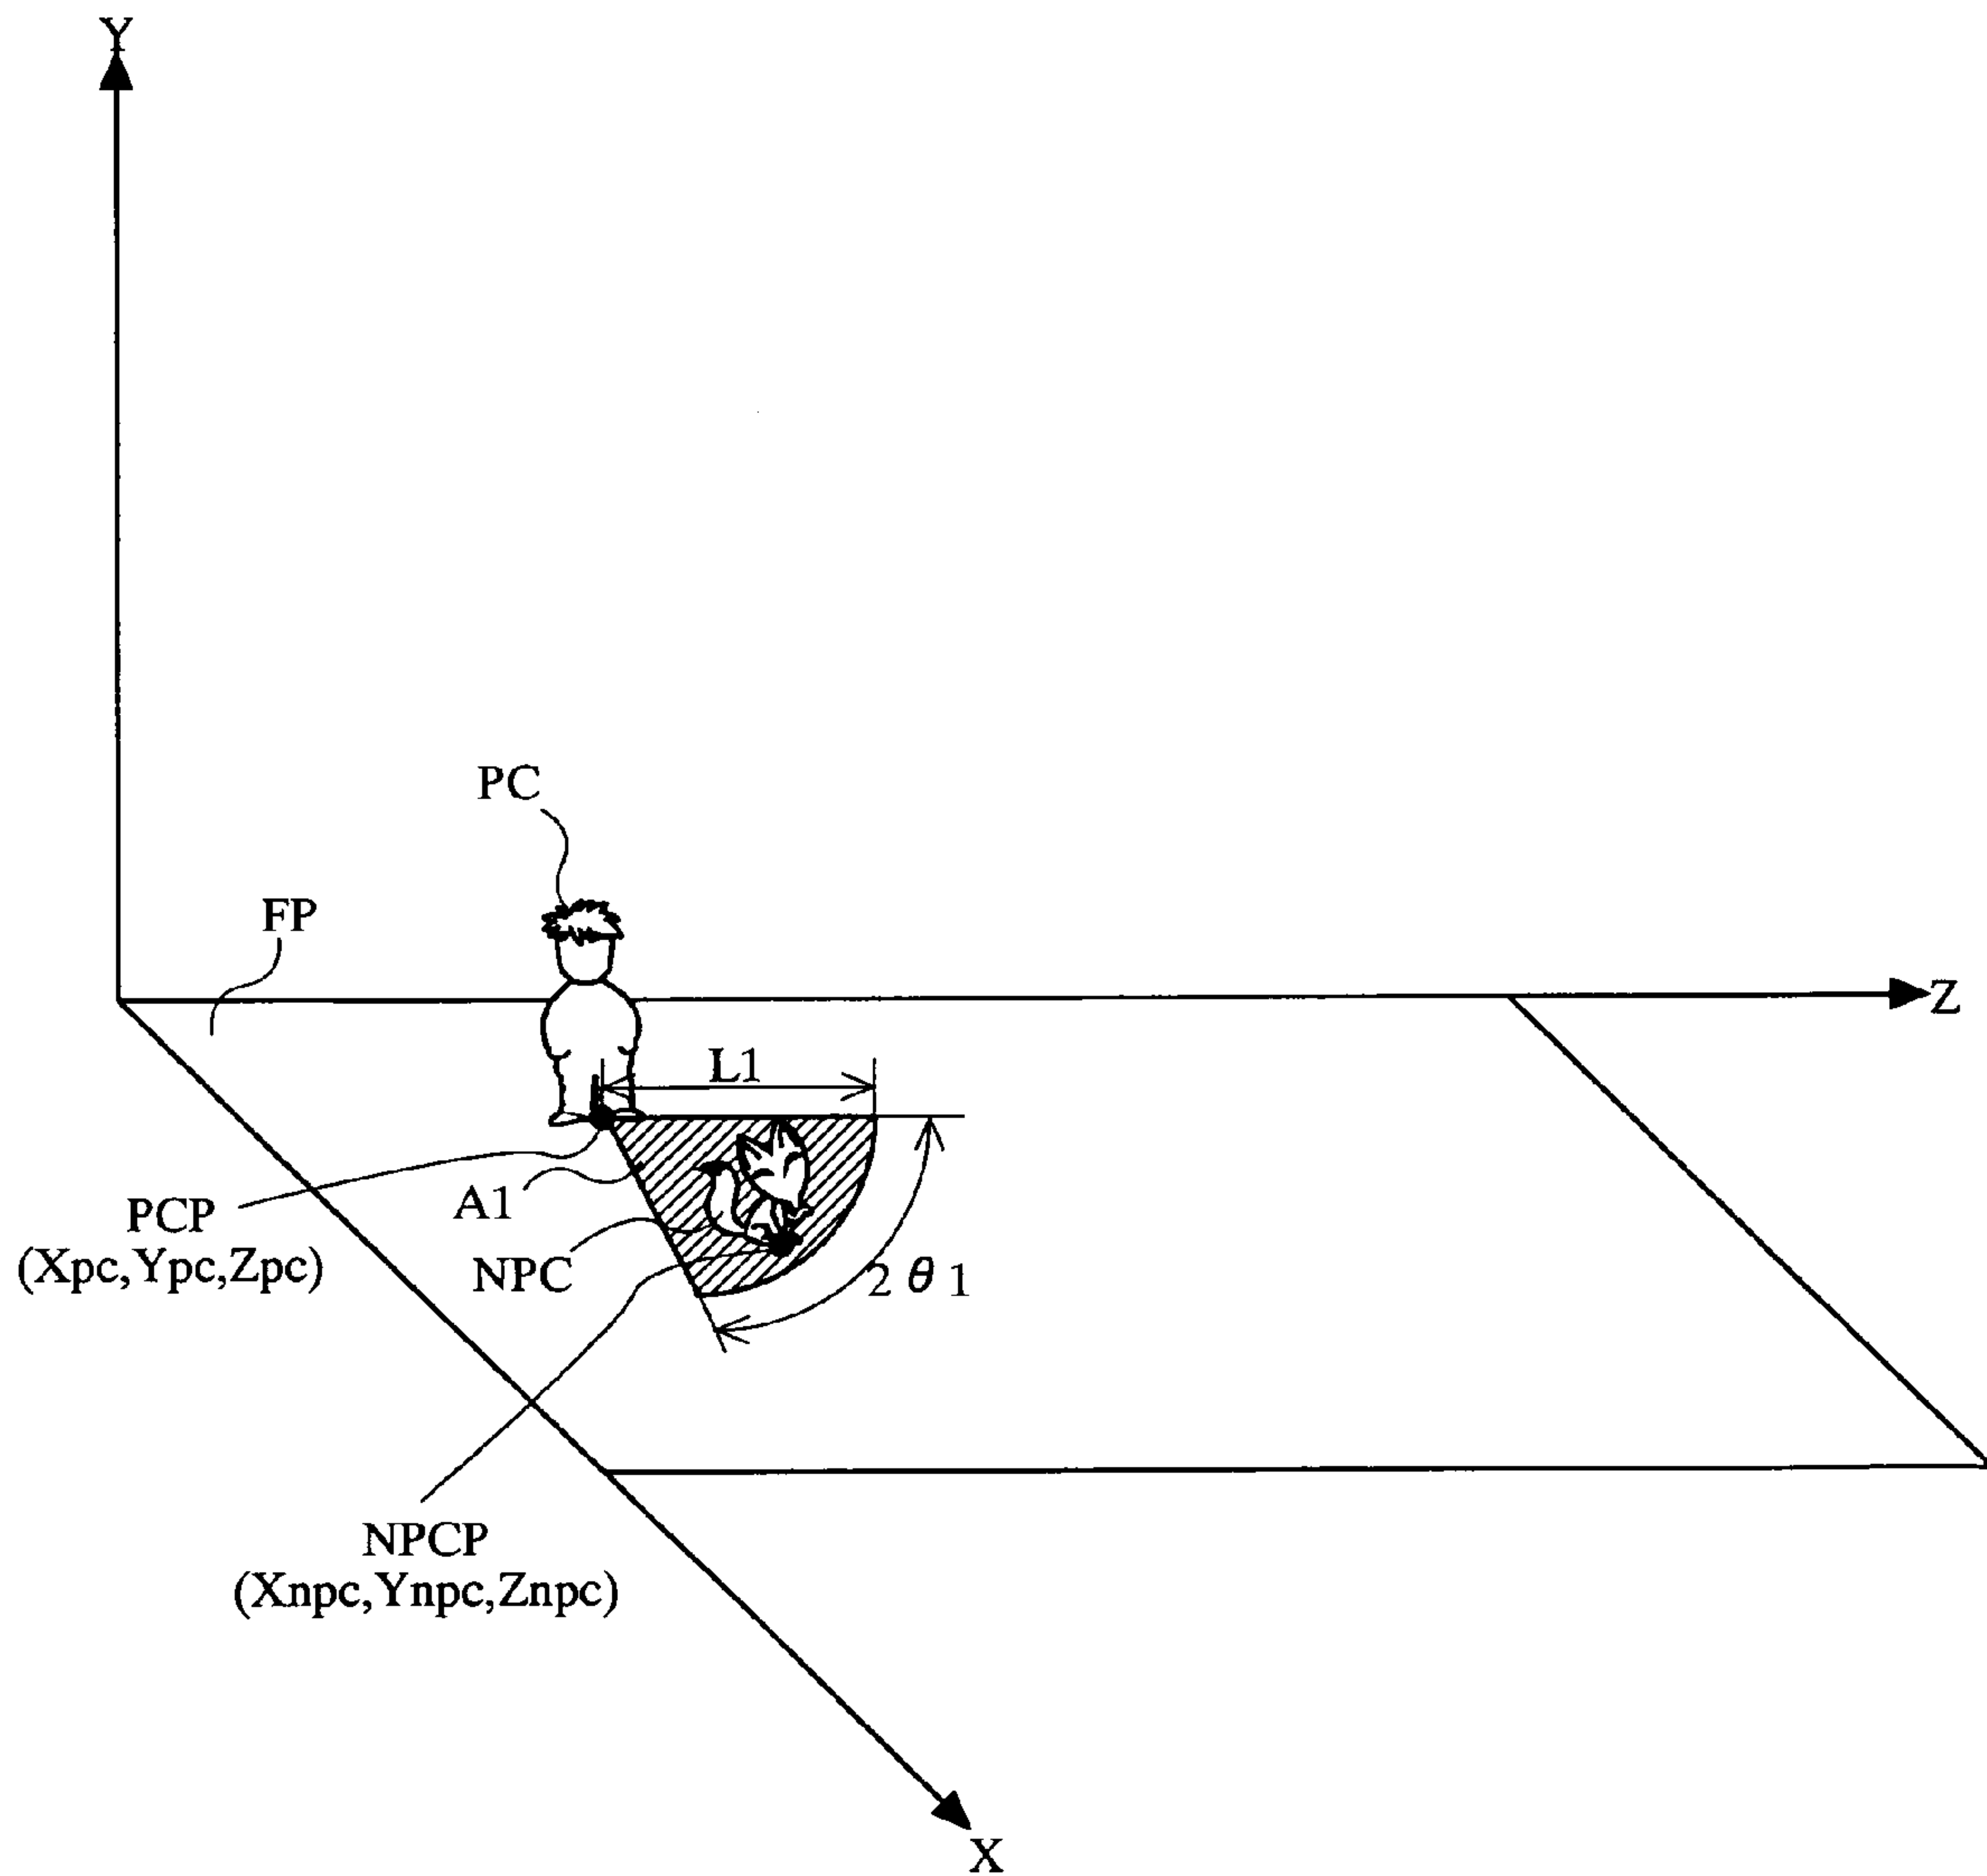 Y
PC
FP
Z
L1
PCP
(Xpc,Ypc,Zpc)
A1
NPC
2θ1
NPCP
(Xnpc,Ynpc,Znpc)
X